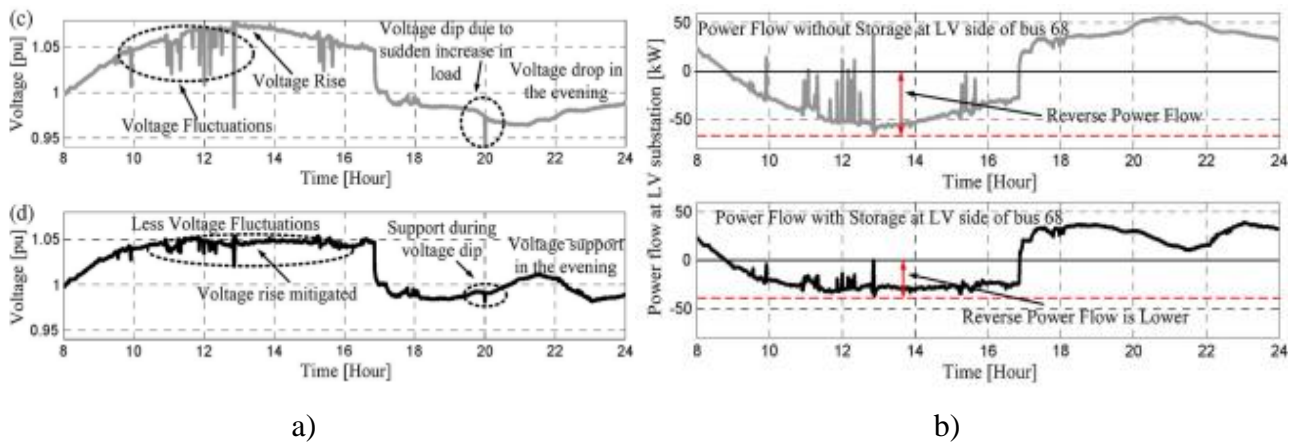 (c)
Voltage [pu]
1.05
1
0.95
Voltage Fluctuations
Voltage Rise
Voltage dip due to
sudden increase in
load
Voltage drop in
the evening
8 10 12 14 16 18 20 22 24
Time [Hour]
(d)
Voltage [pu]
1.05
1
0.95
Less Voltage Fluctuations
Voltage rise mitigated
Support during
voltage dip
Voltage support
in the evening
8 10 12 14 16 18 20 22 24
Time [Hour]
a)
Power flow at LV substation [kW]
50
0
-50
Power Flow without Storage at LV side of bus 68
Reverse Power Flow
8 10 12 14 16 18 20 22 24
Time [Hour]
50
0
-50
Power Flow with Storage at LV side of bus 68
Reverse Power Flow is Lower
8 10 12 14 16 18 20 22 24
Time [Hour]
b)